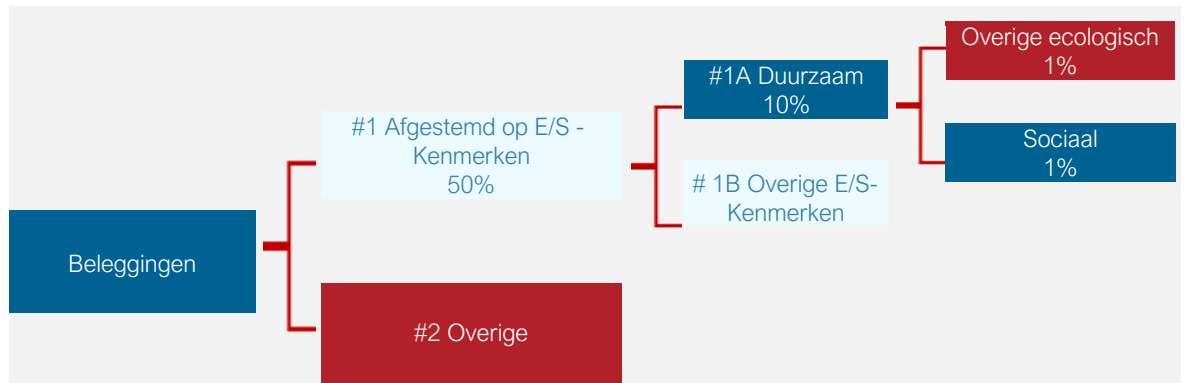 Beleggingen
#1 Afgestemd op E/S -
Kenmerken
50%
#2 Overige
#1A Duurzaam
10%
# 1B Overige E/S-
Kenmerken
Overige ecologisch
1%
Sociaal
1%